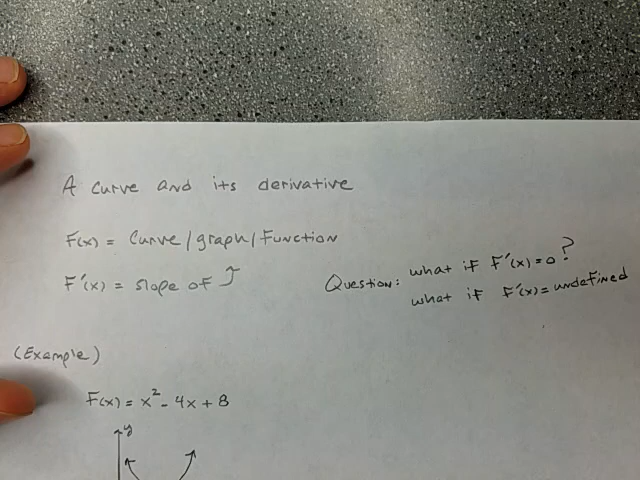 A curve and its derivative
F(x) = Curve/graph/Function
F'(x) = slope of ⤴
Question: what if F'(x)=0?
what if F'(x)= undefined
(Example)
F(x) = x² - 4x + 8
y